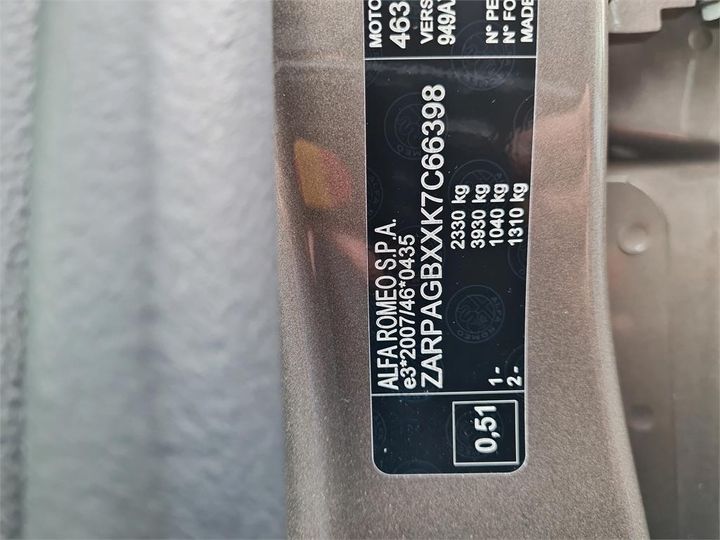 ALFA ROMEO S.P.A.
e3*2007/46*0435
ZARPAGBXXK7C66398
2330 kg
3930 kg
1- 1040 kg
2- 1310 kg
0,51
MOTO
463
VERS
949A
N° PE
N° FO
MADE